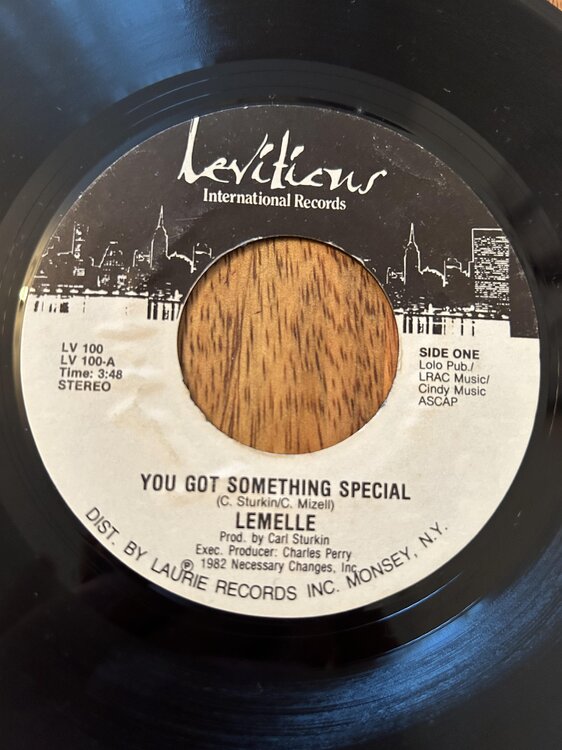 Leviticus
International Records
LV 100
LV 100-A
Time: 3:48
STEREO
SIDE ONE
Lolo Pub./
LRAC Music/
Cindy Music
ASCAP
YOU GOT SOMETHING SPECIAL
(C. Sturkin/C. Mizell)
LEMELLE
Prod. by Carl Sturkin
Exec. Producer: Charles Perry
℗ 1982 Necessary Changes, Inc.
DIST. BY LAURIE RECORDS INC. MONSEY, N.Y.